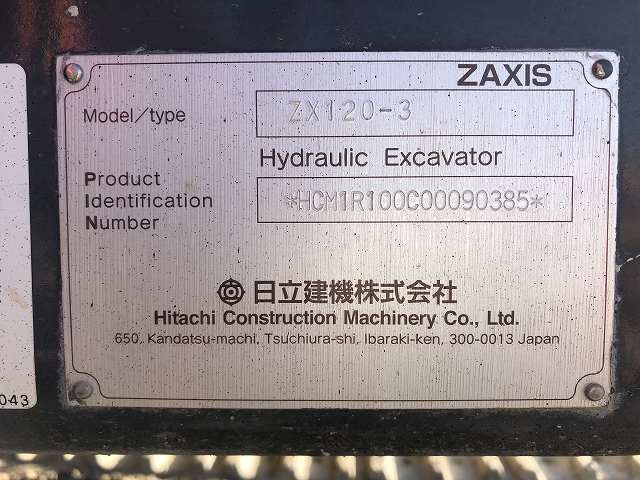 ZAXIS
Model/type
ZX120-3
Hydraulic Excavator
Product
Identification
Number
*HCM1R100C00090385*
日立建機株式会社
Hitachi Construction Machinery Co., Ltd.
650, Kandatsu-machi, Tsuchiura-shi, Ibaraki-ken, 300-0013 Japan
043